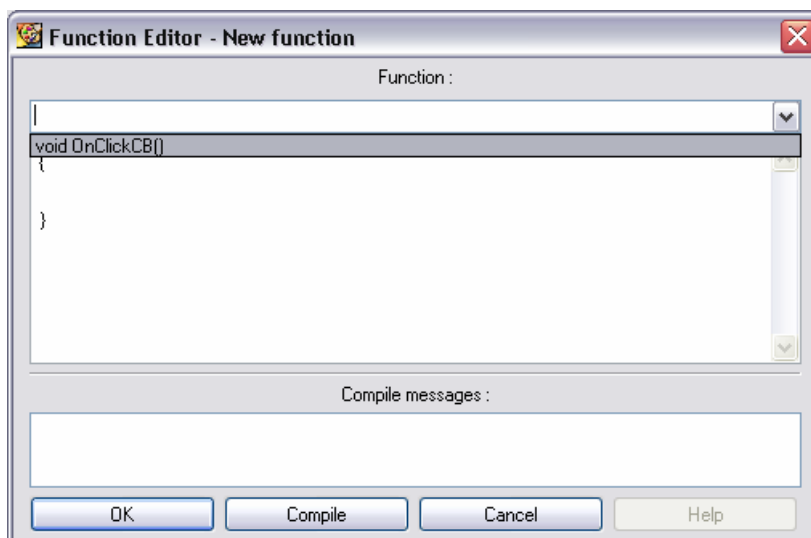 Function Editor - New function
Function :
void OnClickCB()
{
}
Compile messages :
OK
Compile
Cancel
Help